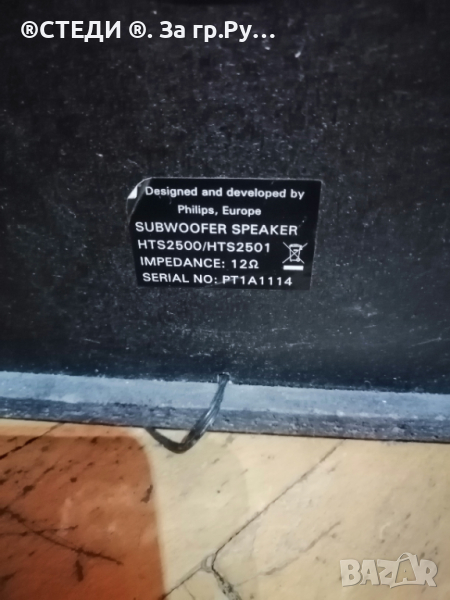 ®СТЕДИ ®. За гр.Ру...
Designed and developed by
Philips, Europe
SUBWOOFER SPEAKER
HTS2500/HTS2501
IMPEDANCE: 12Ω
SERIAL NO: PT1A1114
BAZAR